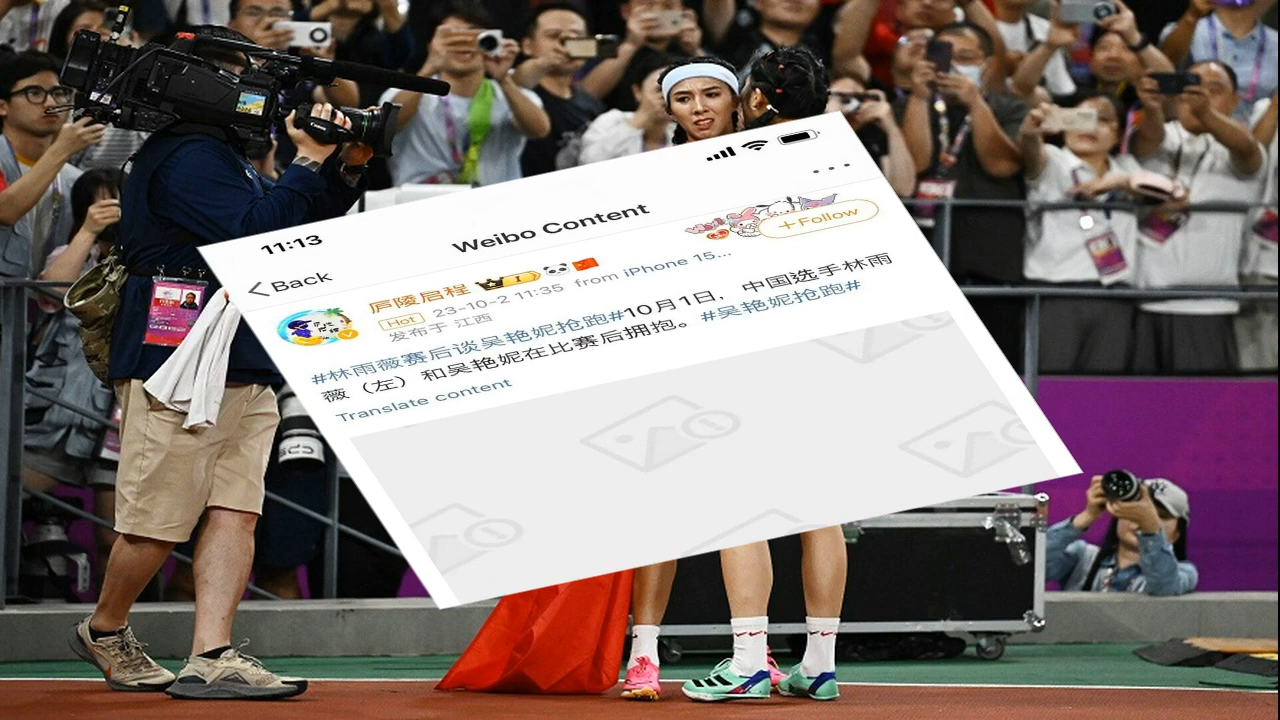 11:13
Back
Weibo Content
+Follow
庐陵启程
I
Hot 23-10-2 11:35 from iPhone 15...
发布于 江西
#林雨薇赛后谈吴艳妮抢跑#10月1日，中国选手林雨
薇（左）和吴艳妮在比赛后拥抱。#吴艳妮抢跑#
Translate content